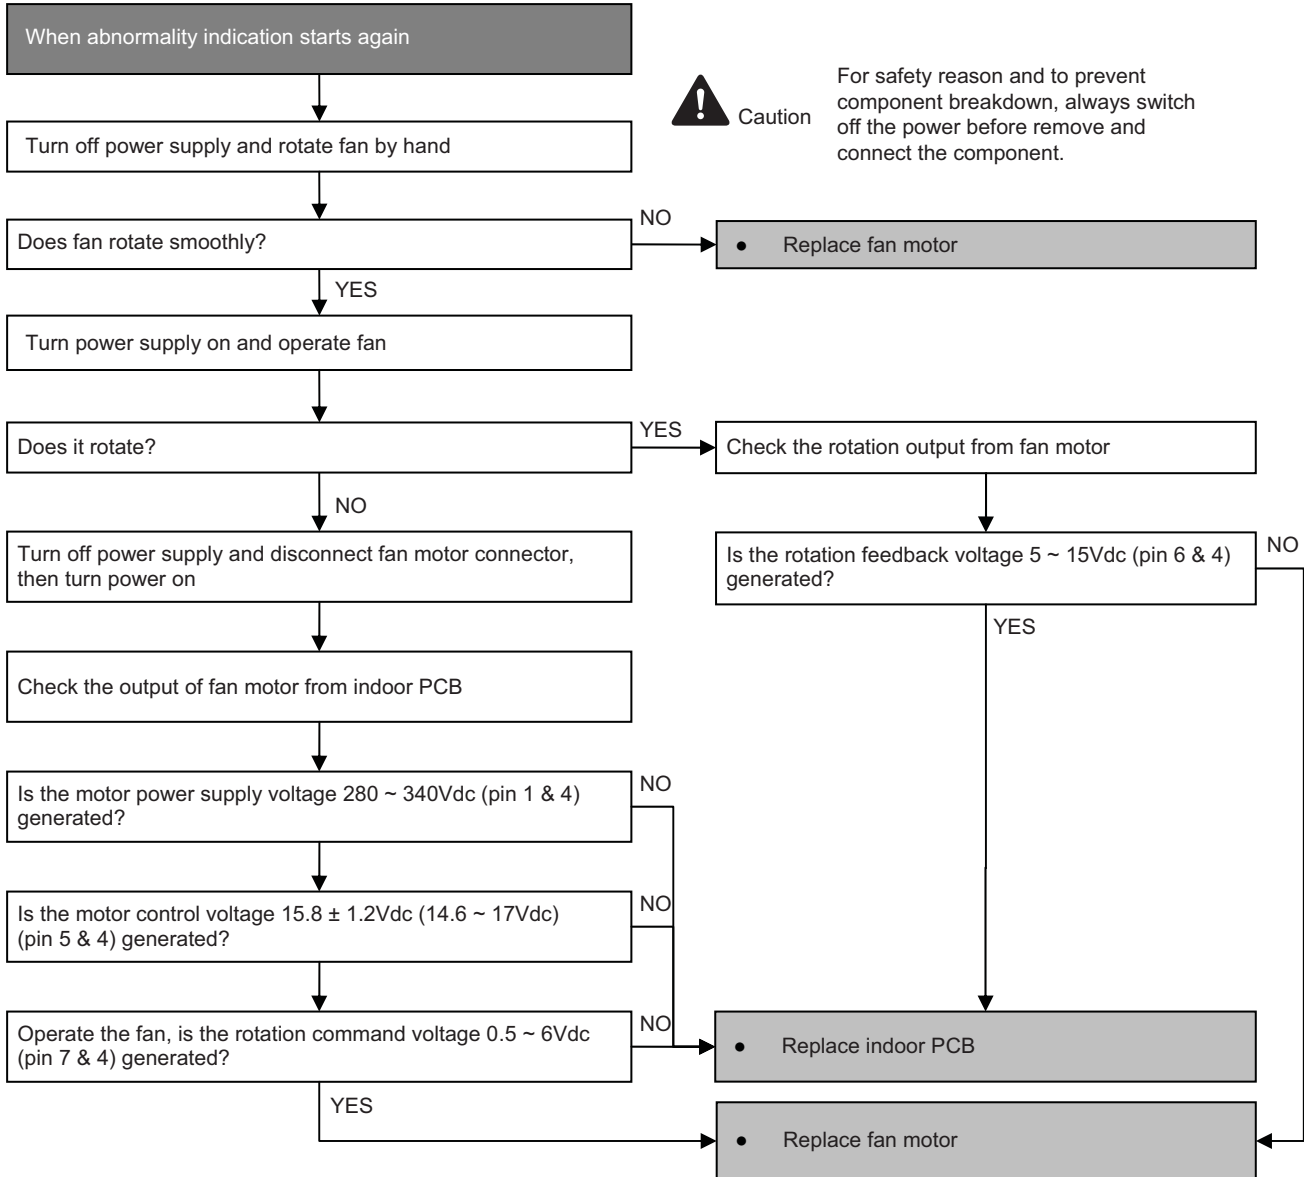 When abnormality indication starts again
Caution
For safety reason and to prevent
component breakdown, always switch
off the power before remove and
connect the component.
Turn off power supply and rotate fan by hand
Does fan rotate smoothly?
NO
● Replace fan motor
YES
Turn power supply on and operate fan
Does it rotate?
YES
Check the rotation output from fan motor
NO
Turn off power supply and disconnect fan motor connector,
then turn power on
Is the rotation feedback voltage 5 ~ 15Vdc (pin 6 & 4)
generated?
NO
YES
Check the output of fan motor from indoor PCB
Is the motor power supply voltage 280 ~ 340Vdc (pin 1 & 4)
generated?
NO
Is the motor control voltage 15.8 ± 1.2Vdc (14.6 ~ 17Vdc)
(pin 5 & 4) generated?
NO
Operate the fan, is the rotation command voltage 0.5 ~ 6Vdc
(pin 7 & 4) generated?
NO
● Replace indoor PCB
YES
● Replace fan motor